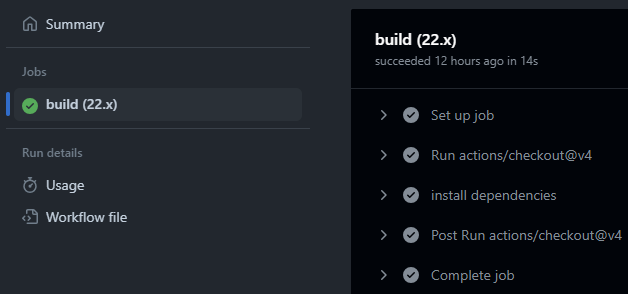 Summary
Jobs
build (22.x)
Run details
Usage
Workflow file
build (22.x)
succeeded 12 hours ago in 14s
Set up job
Run actions/checkout@v4
install dependencies
Post Run actions/checkout@v4
Complete job